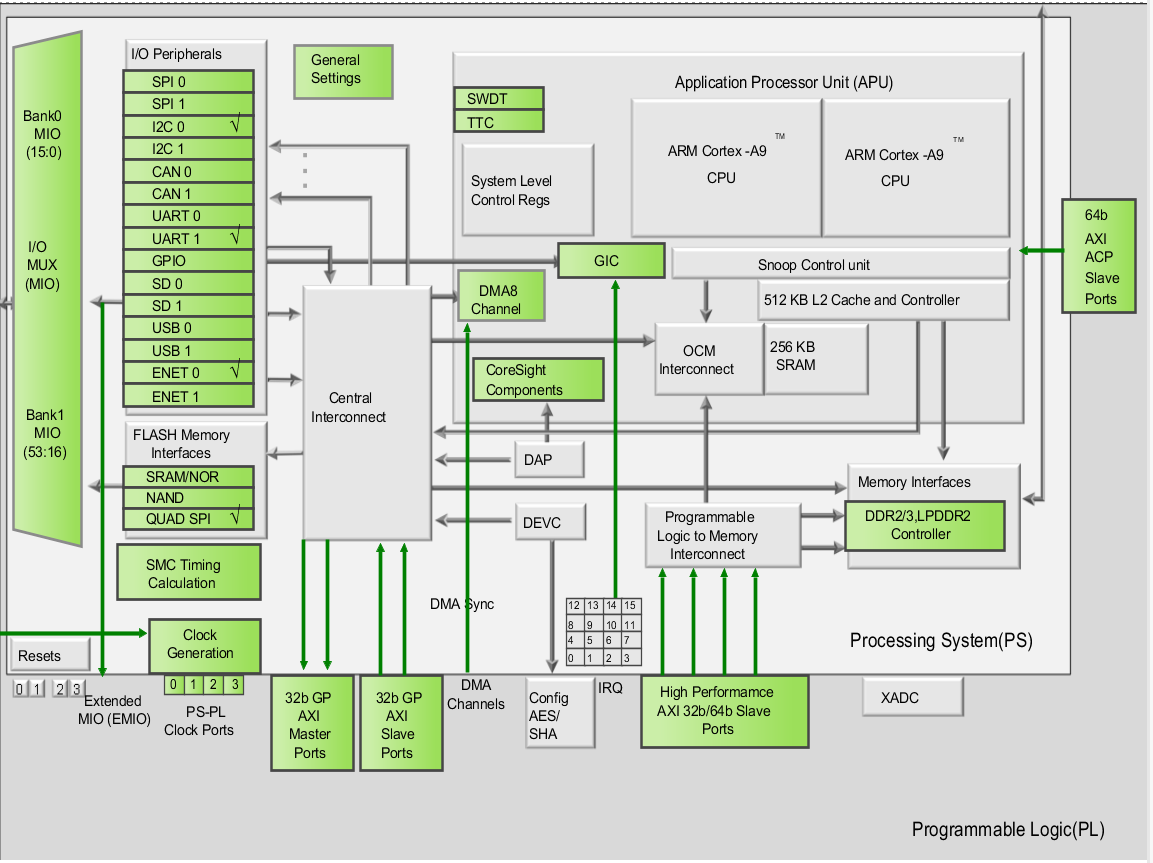 Bank0
MIO
(15:0)
I/O
MUX
(MIO)
Bank1
MIO
(53:16)
I/O Peripherals
SPI 0
SPI 1
I2C 0 √
I2C 1
CAN 0
CAN 1
UART 0
UART 1 √
GPIO
SD 0
SD 1
USB 0
USB 1
ENET 0 √
ENET 1
FLASH Memory
Interfaces
SRAM/NOR
NAND
QUAD SPI √
SMC Timing
Calculation
General
Settings
Application Processor Unit (APU)
SWDT
TTC
System Level
Control Regs
ARM Cortex -A9 TM
CPU
ARM Cortex -A9 TM
CPU
GIC
Snoop Control unit
512 KB L2 Cache and Controller
DMA8
Channel
OCM
Interconnect
256 KB
SRAM
CoreSight
Components
Central
Interconnect
DAP
DEVC
Programmable
Logic to Memory
Interconnect
Memory Interfaces
DDR2/3,LPDDR2
Controller
64b
AXI
ACP
Slave
Ports
DMA Sync
12 13 14 15
8 9 10 11
4 5 6 7
0 1 2 3
Processing System(PS)
Clock
Generation
Resets
0 1 2 3
0 1 2 3
Extended
MIO (EMIO)
PS-PL
Clock Ports
32b GP
AXI
Master
Ports
32b GP
AXI
Slave
Ports
DMA
Channels
Config
AES/
SHA
IRQ
High Performamce
AXI 32b/64b Slave
Ports
XADC
Programmable Logic(PL)